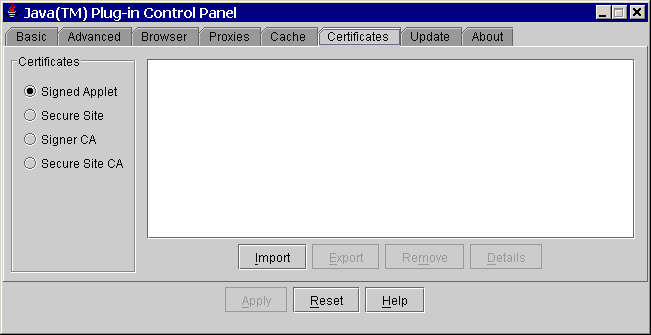 Java(TM) Plug-in Control Panel
Basic Advanced Browser Proxies Cache Certificates Update About
Certificates
Signed Applet
Secure Site
Signer CA
Secure Site CA
Import Export Remove Details
Apply Reset Help